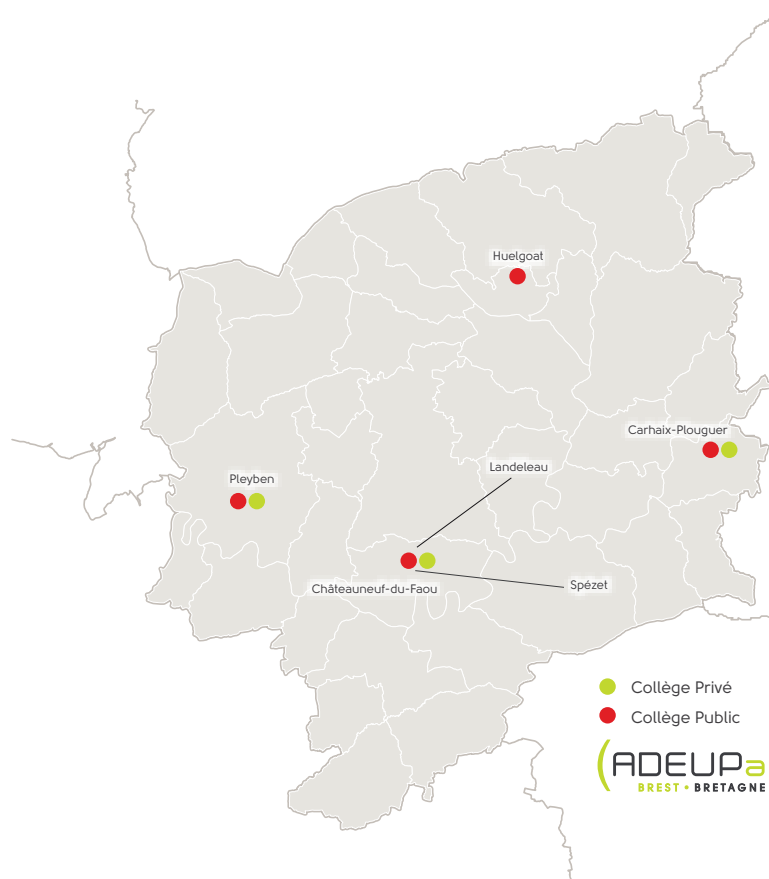 Huelgoat
Carhaix-Plouguer
Landeleau
Pleyben
Châteauneuf-du-Faou
Spézet
Collège Privé
Collège Public
ADEUPa
BREST • BRETAGNE